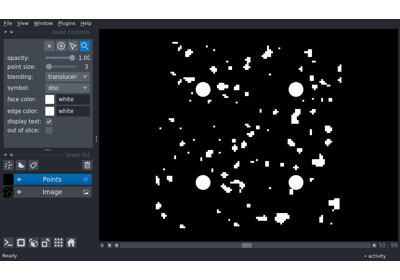 File View Window Plugins Help
layer controls
opacity: 1.00
point size: 3
blending: translucen
symbol: disc
face color: white
edge color: white
display text:
out of slice:
layer list
Points
Image
0 50 99
Ready activity